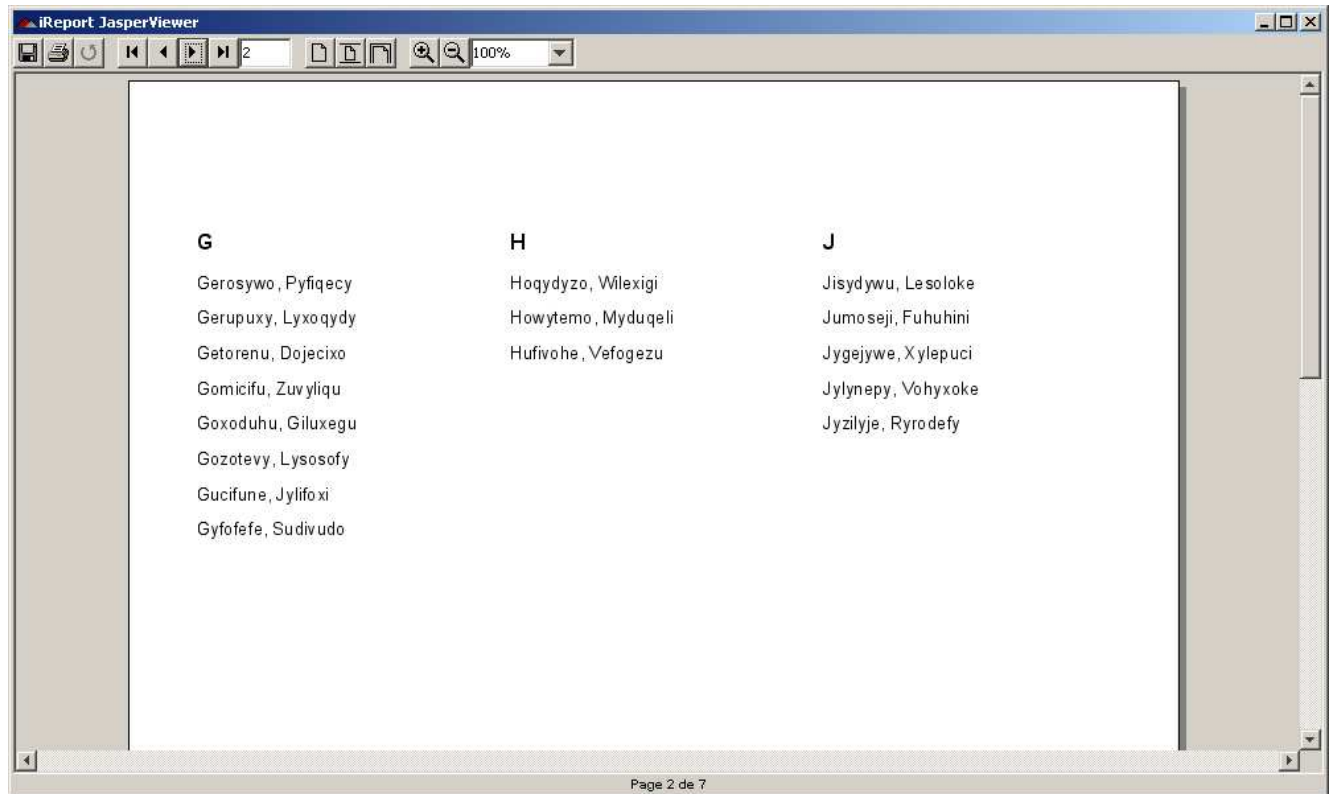 iReport JasperViewer
2
100%
G
Gerosywo, Pyfiqecy
Gerupuxy, Lyxoqydy
Getorenu, Dojecixo
Gomicifu, Zuvyliqu
Goxoduhu, Giluxegu
Gozotevy, Lysosofy
Gucifune, Jylifoxi
Gyfofefe, Sudivudo
H
Hoqydyzo, Wilexigi
Howytemo, Myduqeli
Hufivohe, Vefogezu
J
Jisydywu, Lesoloke
Jumoseji, Fuhuhini
Jygejywe, Xylepuci
Jylynepy, Vohyxoke
Jyzilyje, Ryrodefy
Page 2 de 7